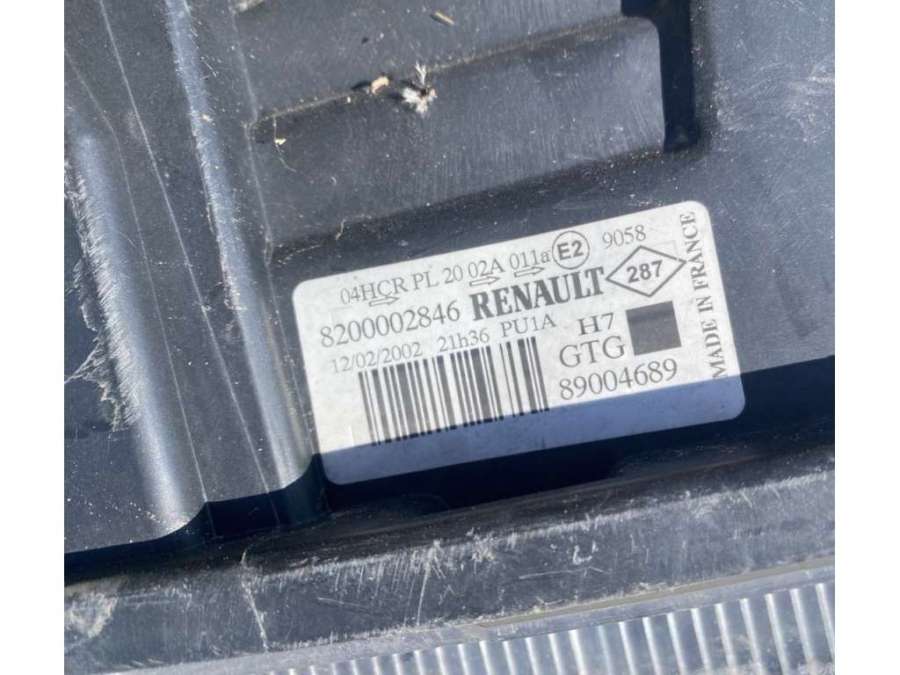 04HCR PL 20 02A 011a E2 9058
8200002846 RENAULT 287
12/02/2002 21h36 PU1A H7
GTG
89004689
MADE IN FRANCE